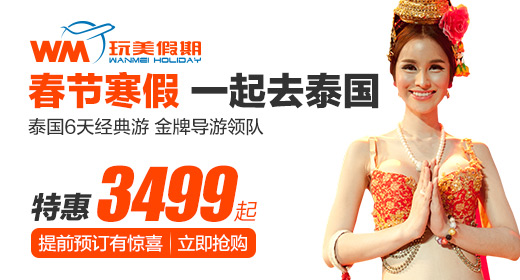 WM 玩美假期
WANMEI HOLIDAY
春节寒假 一起去泰国
泰国6天经典游 金牌导游领队
特惠 3499起
提前预订有惊喜 | 立即抢购